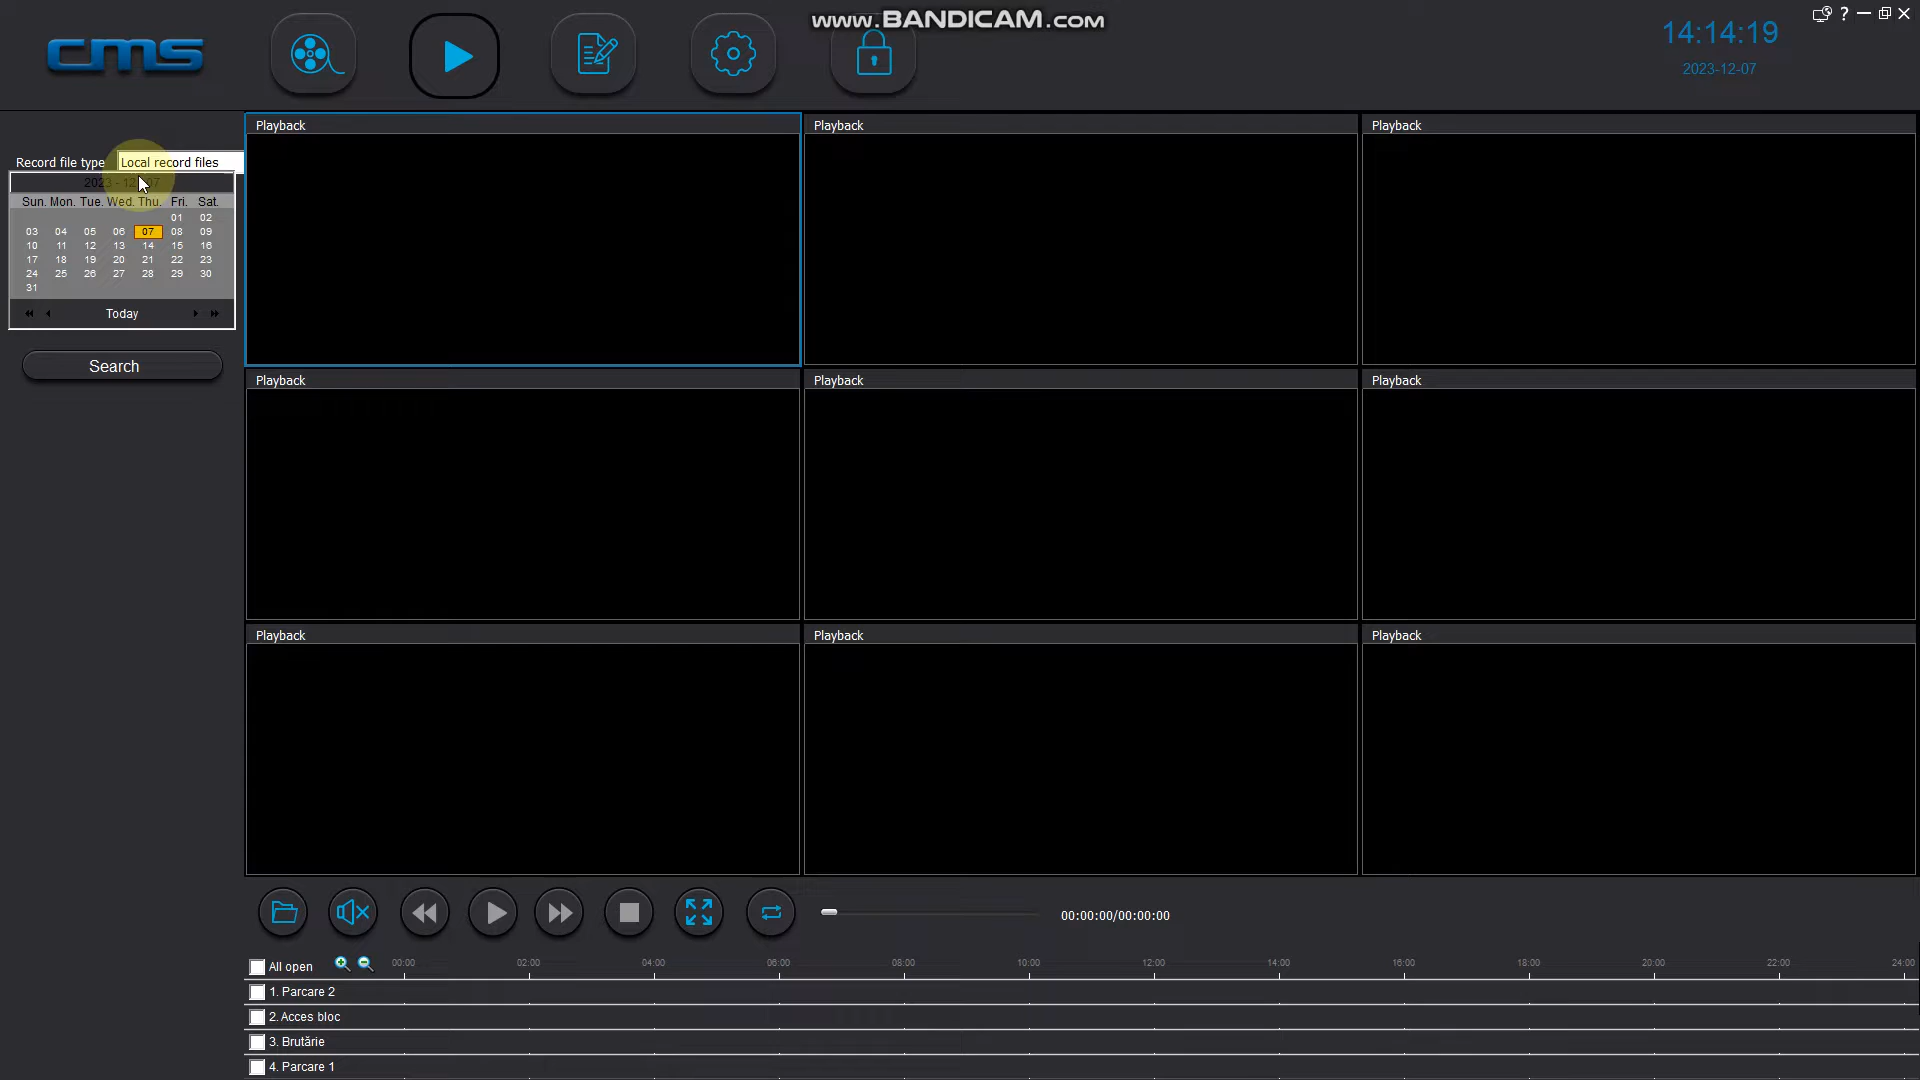 www.BANDICAM.com
cms
14:14:19
2023-12-07
?
Record file type Local record files
2023 - 12 - 07
Sun. Mon. Tue. Wed. Thu. Fri. Sat.
01 02
03 04 05 06 07 08 09
10 11 12 13 14 15 16
17 18 19 20 21 22 23
24 25 26 27 28 29 30
31
Today
Search
Playback Playback Playback
Playback Playback Playback
Playback Playback Playback
00:00:00/00:00:00
All open 00:00 02:00 04:00 06:00 08:00 10:00 12:00 14:00 16:00 18:00 20:00 22:00 24:00
1. Parcare 2
2. Acces bloc
3. Brutărie
4. Parcare 1